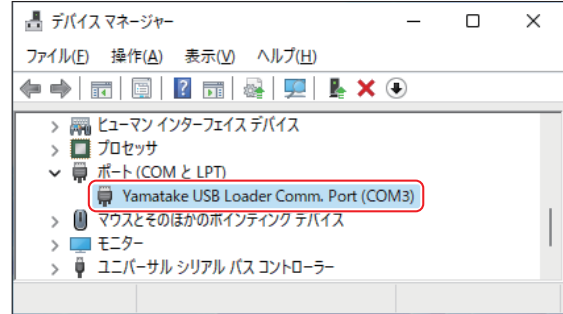 デバイス マネージャー
ファイル(F) 操作(A) 表示(V) ヘルプ(H)
ヒューマン インターフェイス デバイス
プロセッサ
ポート (COM と LPT)
Yamatake USB Loader Comm. Port (COM3)
マウスとそのほかのポインティング デバイス
モニター
ユニバーサル シリアル バス コントローラー